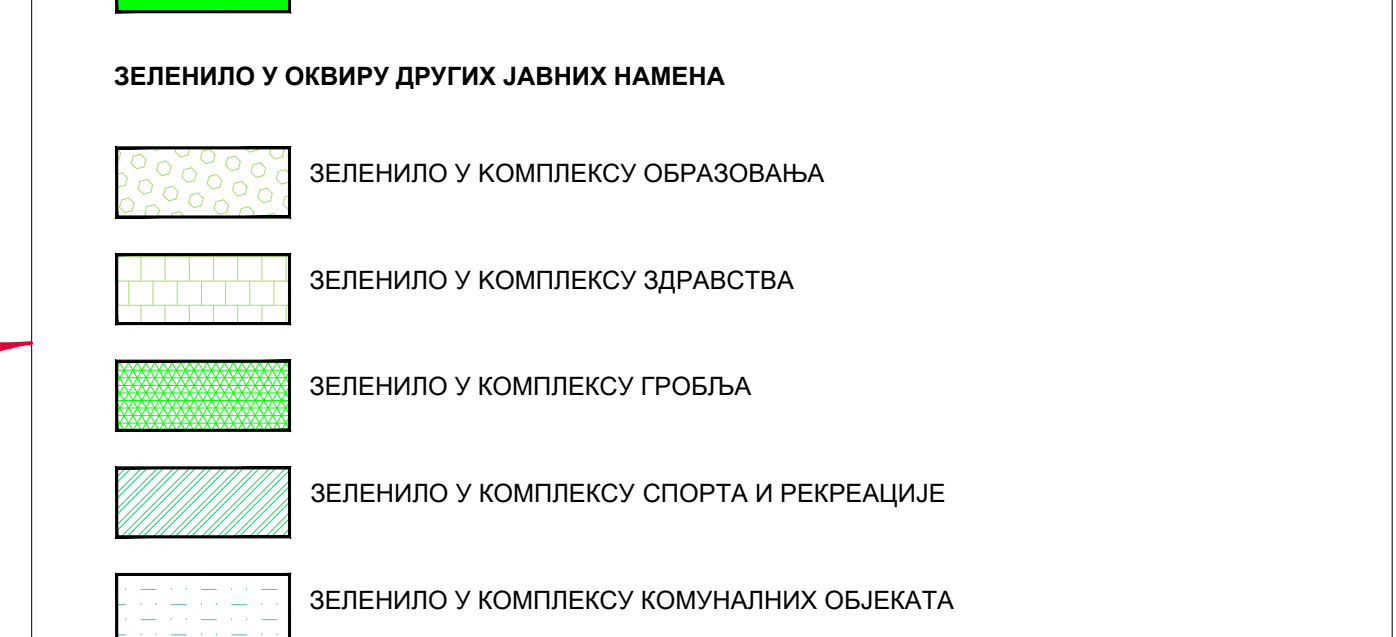 ЗЕЛЕНИЛО У ОКВИРУ ДРУГИХ ЈАВНИХ НАМЕНА
ЗЕЛЕНИЛО У КОМПЛЕКСУ ОБРАЗОВАЊА
ЗЕЛЕНИЛО У КОМПЛЕКСУ ЗДРАВСТВА
ЗЕЛЕНИЛО У КОМПЛЕКСУ ГРОБЉА
ЗЕЛЕНИЛО У КОМПЛЕКСУ СПОРТА И РЕКРЕАЦИЈЕ
ЗЕЛЕНИЛО У КОМПЛЕКСУ КОМУНАЛНИХ ОБЈЕКАТА